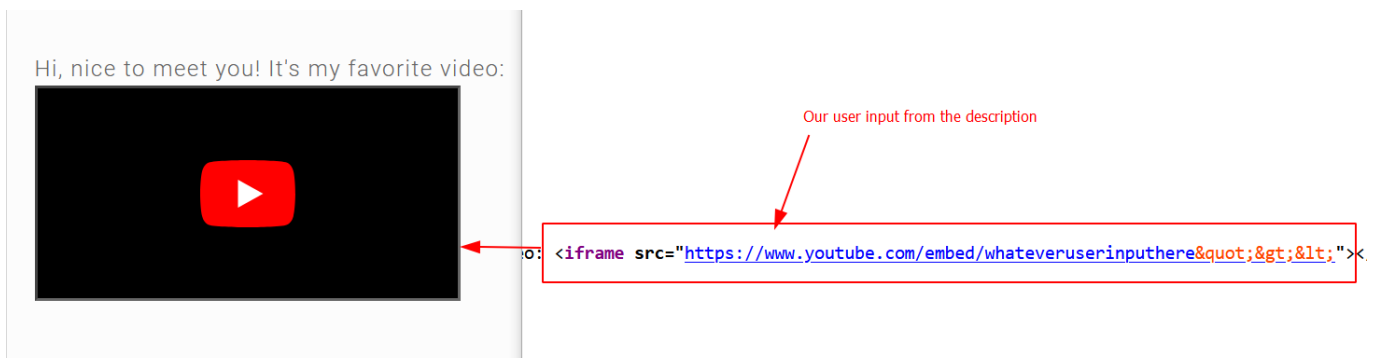 Hi, nice to meet you! It's my favorite video:
Our user input from the description
eo: <iframe src="https://www.youtube.com/embed/whateveruserinputhere&quot;&gt;&lt;"><